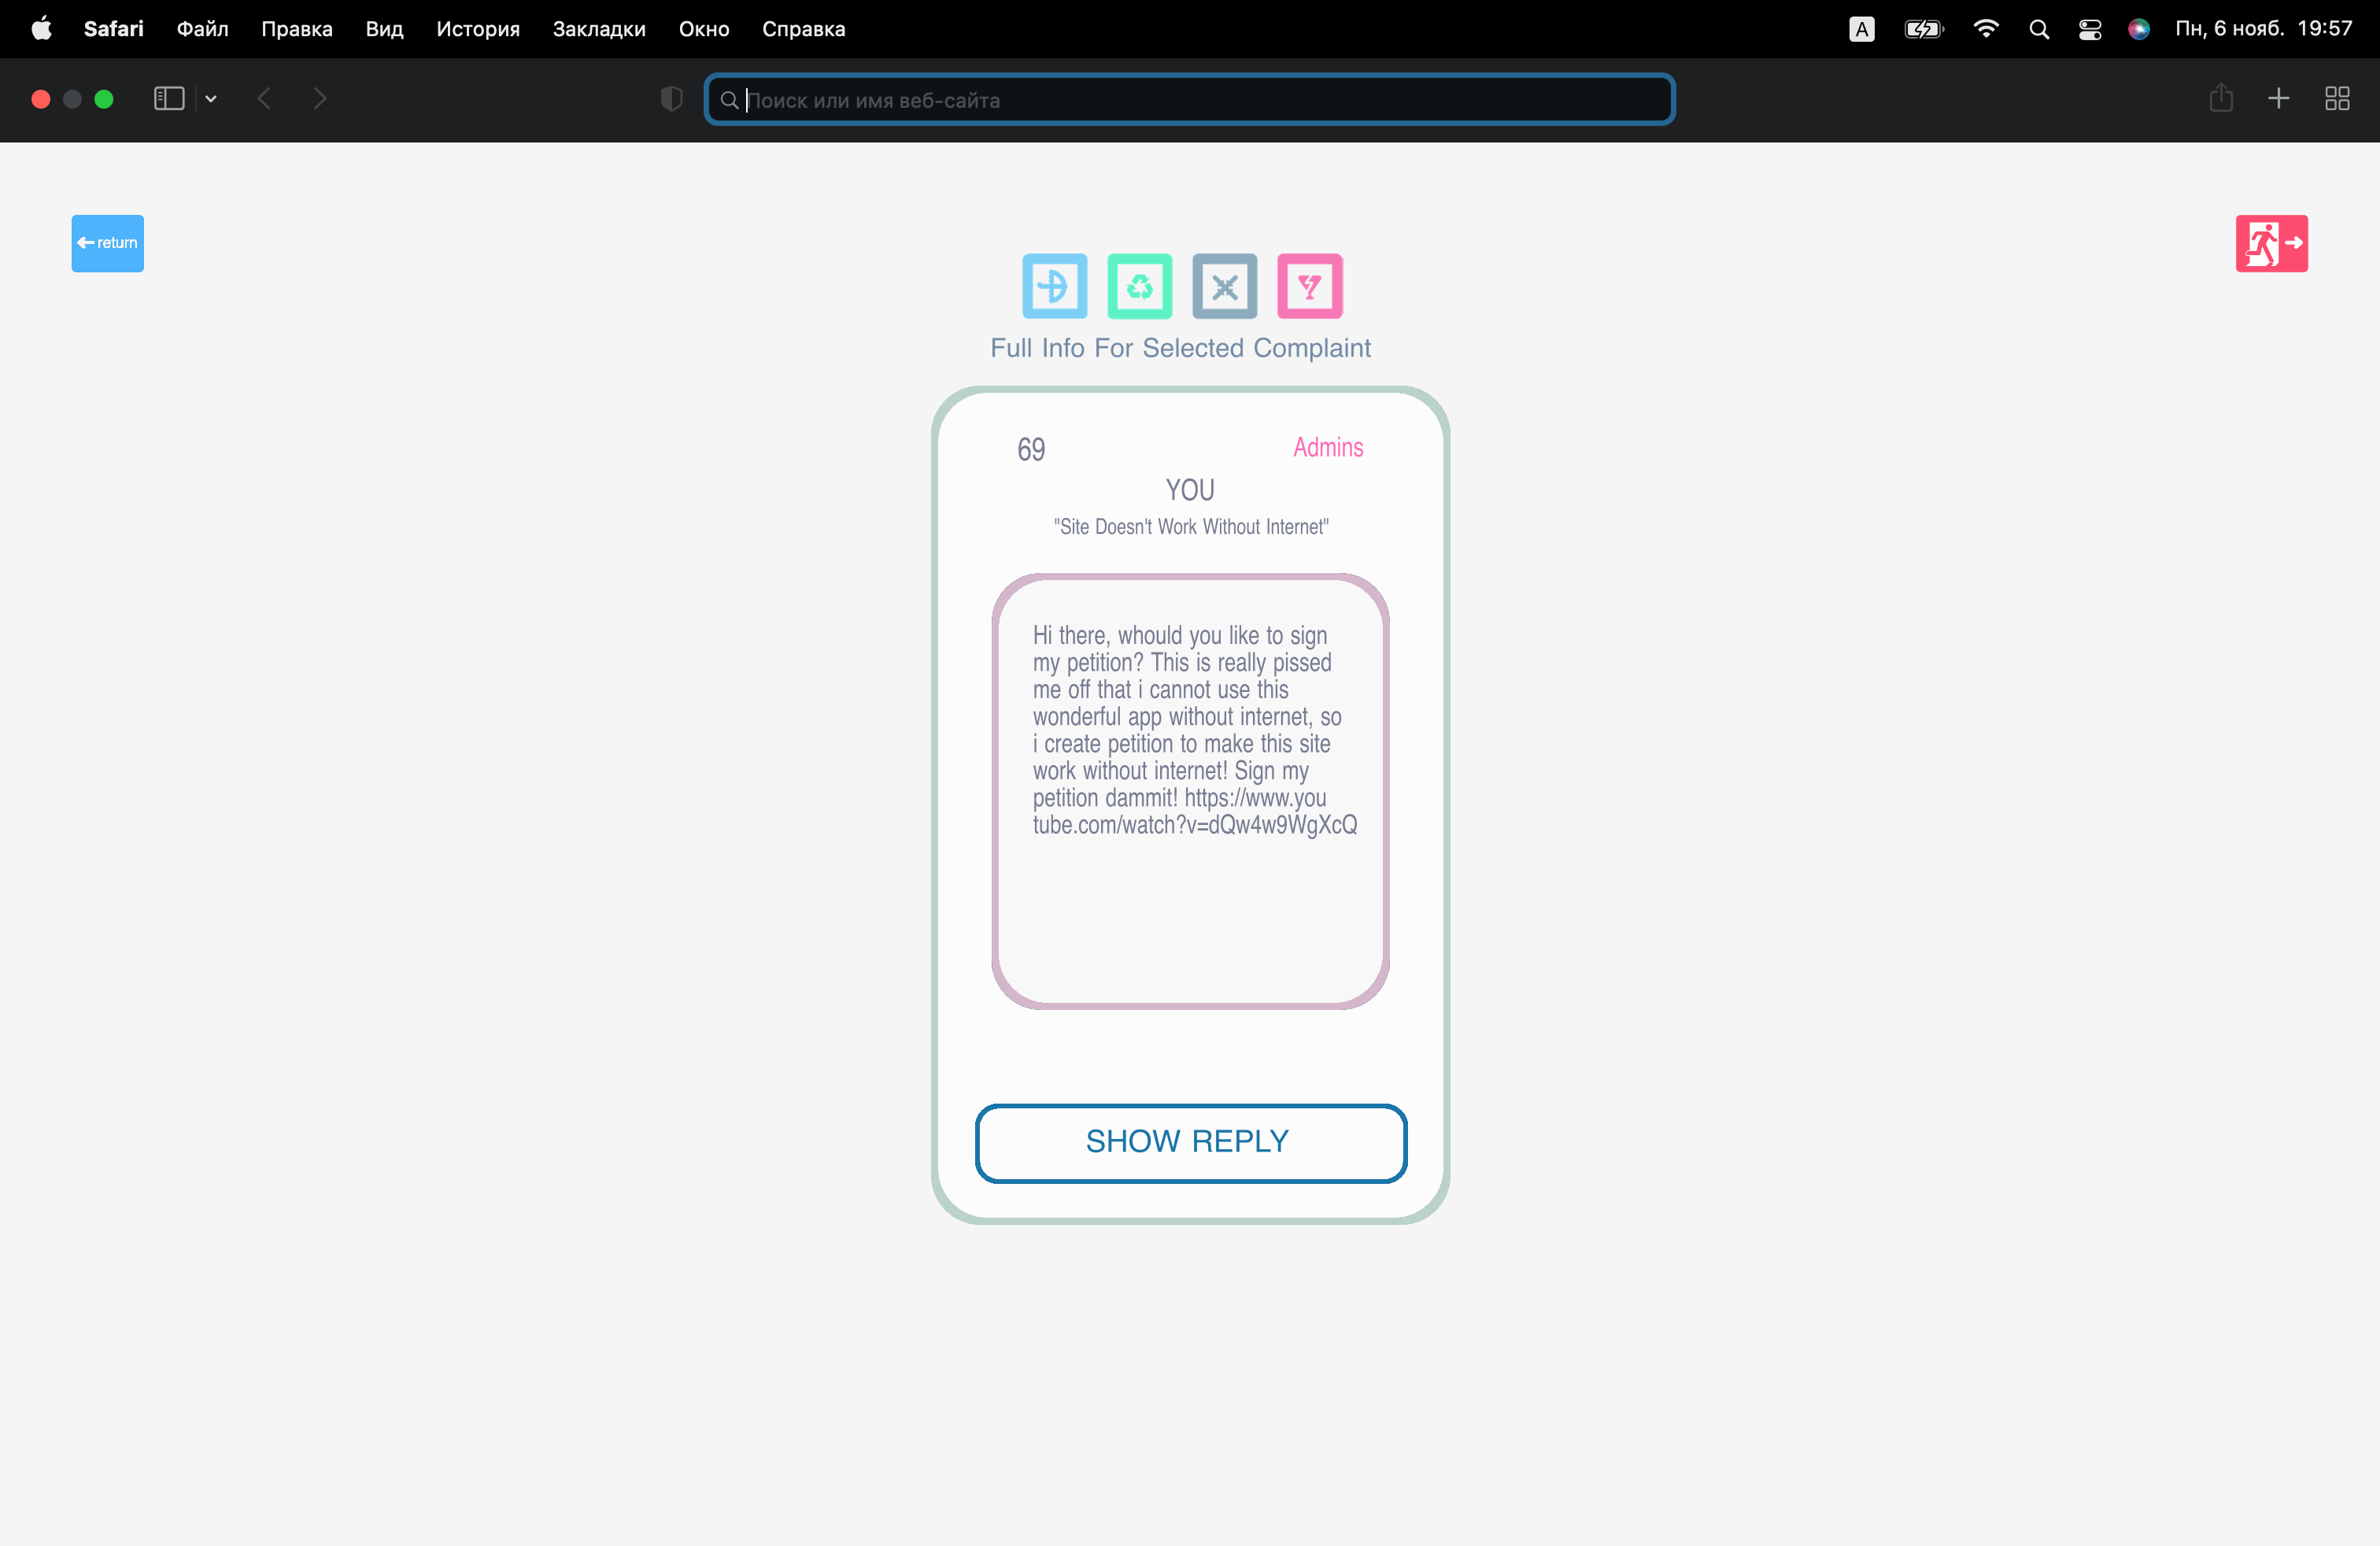 Safari Файл Правка Вид История Закладки Окно Справка A Пн, 6 нояб. 19:57
Поиск или имя веб-сайта
return
Full Info For Selected Complaint
69 Admins
YOU
"Site Doesn't Work Without Internet"
Hi there, whould you like to sign
my petition? This is really pissed
me off that i cannot use this
wonderful app without internet, so
i create petition to make this site
work without internet! Sign my
petition dammit! https://www.you
tube.com/watch?v=dQw4w9WgXcQ
SHOW REPLY